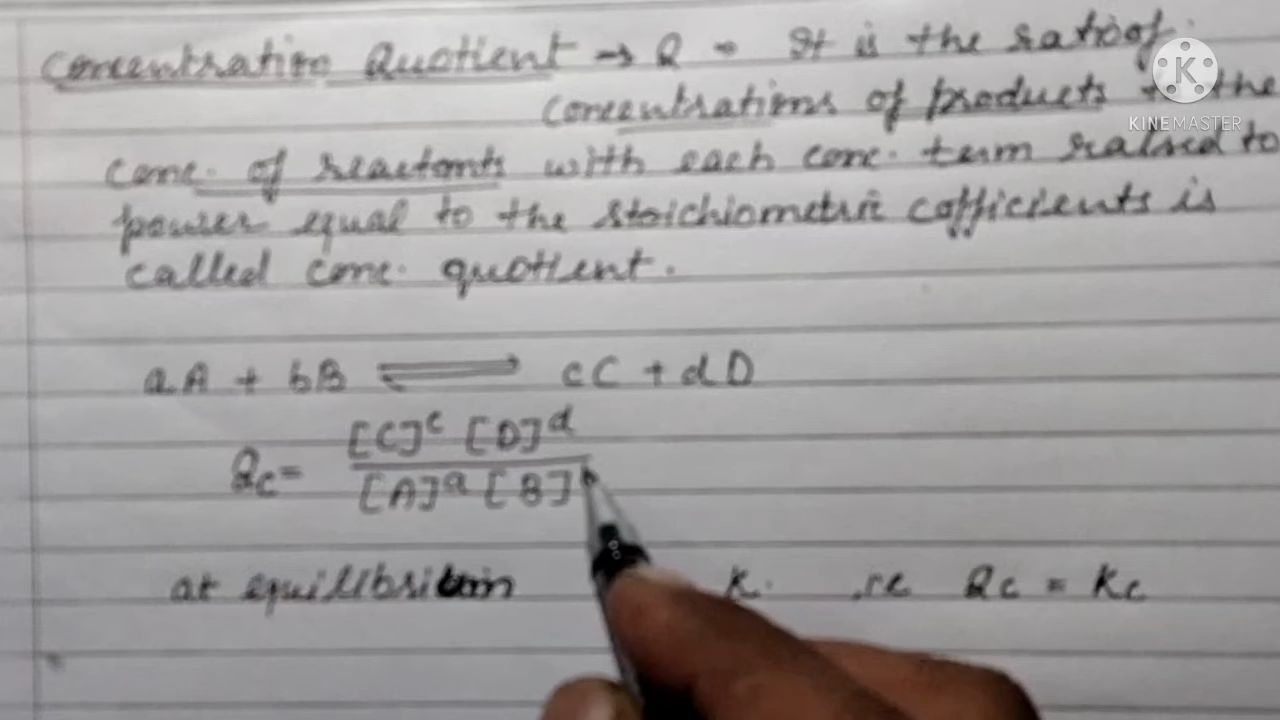 Concentration Quotient → Q → It is the ratio of
concentrations of products to the
conc. of reactants with each conc. term raised to
power equal to the stoichiometric cofficients is
called conc. quotient.
aA + bB ⇌ cC + dD
Qc = [C]ᶜ [D]ᵈ
[A]ᵃ [B]
at equilibrium K. Qc = Kc
K
KINEMASTER